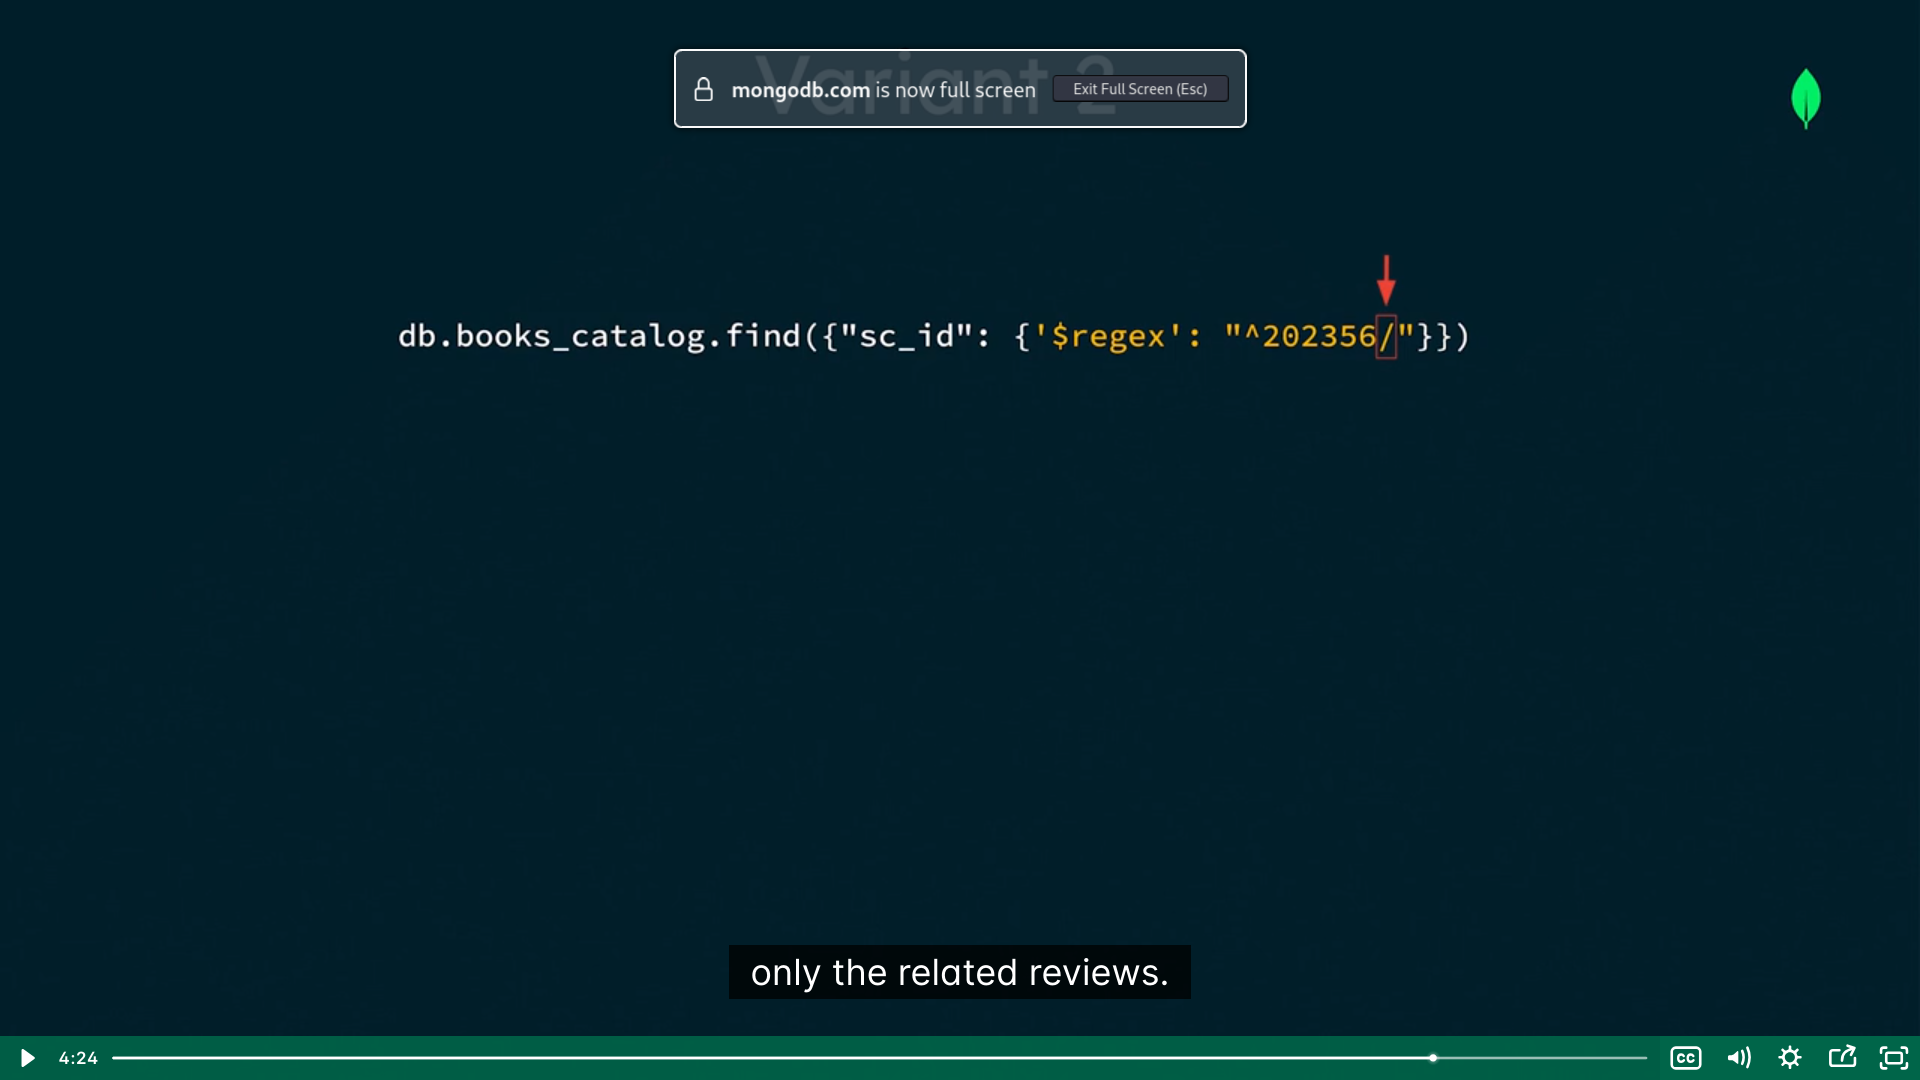 Variant 2
mongodb.com is now full screen Exit Full Screen (Esc)
db.books_catalog.find({"sc_id": {'$regex': "^202356/"}})
only the related reviews.
4:24
CC